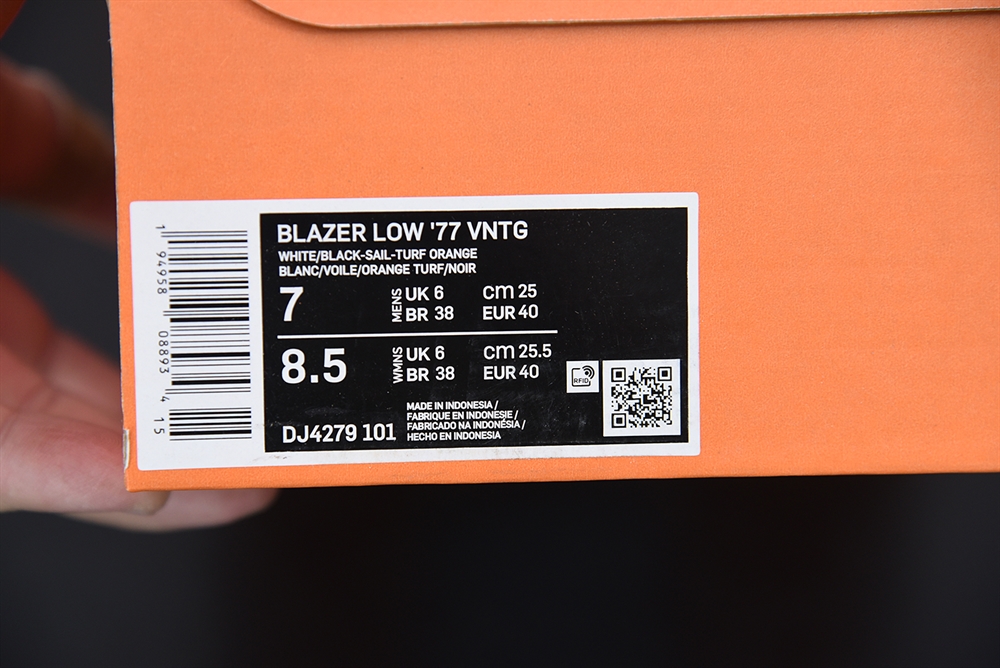 BLAZER LOW '77 VNTG
WHITE/BLACK-SAIL-TURF ORANGE
BLANC/VOILE/ORANGE TURF/NOIR
7 MENS UK 6 cm 25
BR 38 EUR 40
8.5 WMNS UK 6 cm 25.5
BR 38 EUR 40
RFID
MADE IN INDONESIA /
FABRIQUE EN INDONESIE /
FABRICADO NA INDONÉSIA /
HECHO EN INDONESIA
DJ4279 101
1 94958 08893 4 15